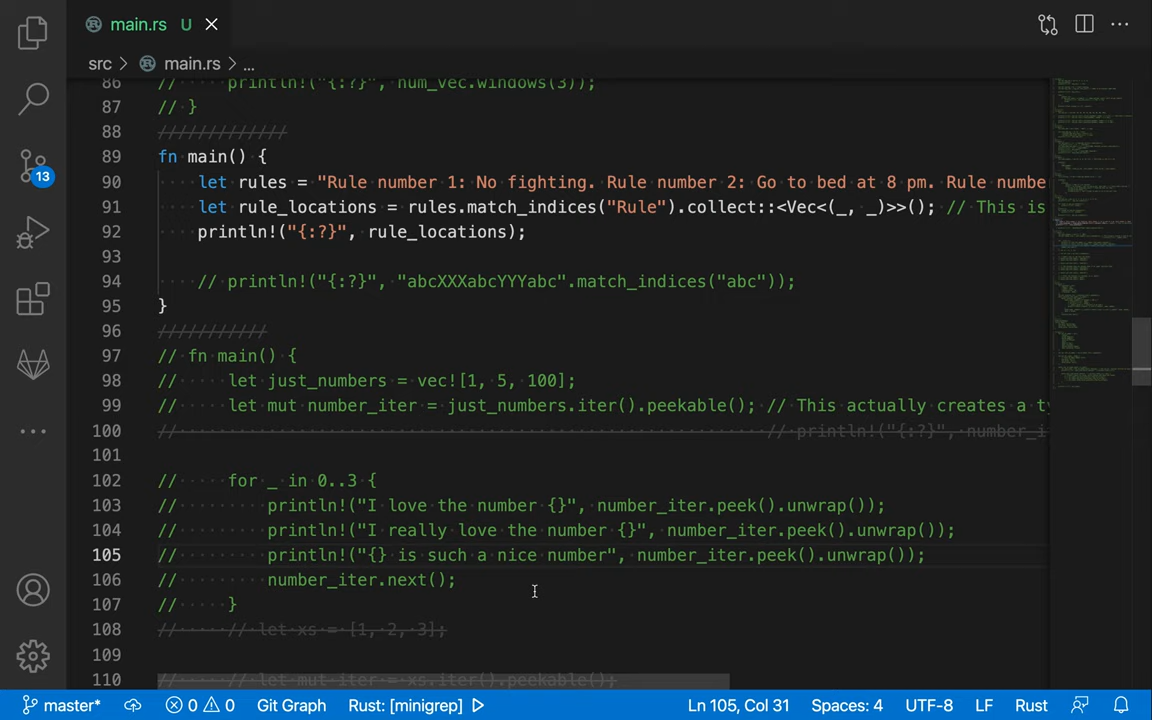 main.rs U
src > main.rs > ...
86 // println!("{:?}", num_vec.windows(3));
87 // }
88 /////////////
89 fn main() {
90 let rules = "Rule number 1: No fighting. Rule number 2: Go to bed at 8 pm. Rule numbe
91 let rule_locations = rules.match_indices("Rule").collect::<Vec<(_, _)>>(); // This is
92 println!("{:?}", rule_locations);
93
94 // println!("{:?}", "abcXXXabcYYYabc".match_indices("abc"));
95 }
96 ///////////
97 // fn main() {
98 // let just_numbers = vec![1, 5, 100];
99 // let mut number_iter = just_numbers.iter().peekable(); // This actually creates a ty
100 // // println!("{:?}", number_i
101
102 // for _ in 0..3 {
103 // println!("I love the number {}", number_iter.peek().unwrap());
104 // println!("I really love the number {}", number_iter.peek().unwrap());
105 // println!("{} is such a nice number", number_iter.peek().unwrap());
106 // number_iter.next();
107 // }
108 // // let xs = [1, 2, 3];
109
110 // // let mut iter = xs.iter().peekable();
13
master* 0 0 Git Graph Rust: [minigrep] Ln 105, Col 31 Spaces: 4 UTF-8 LF Rust